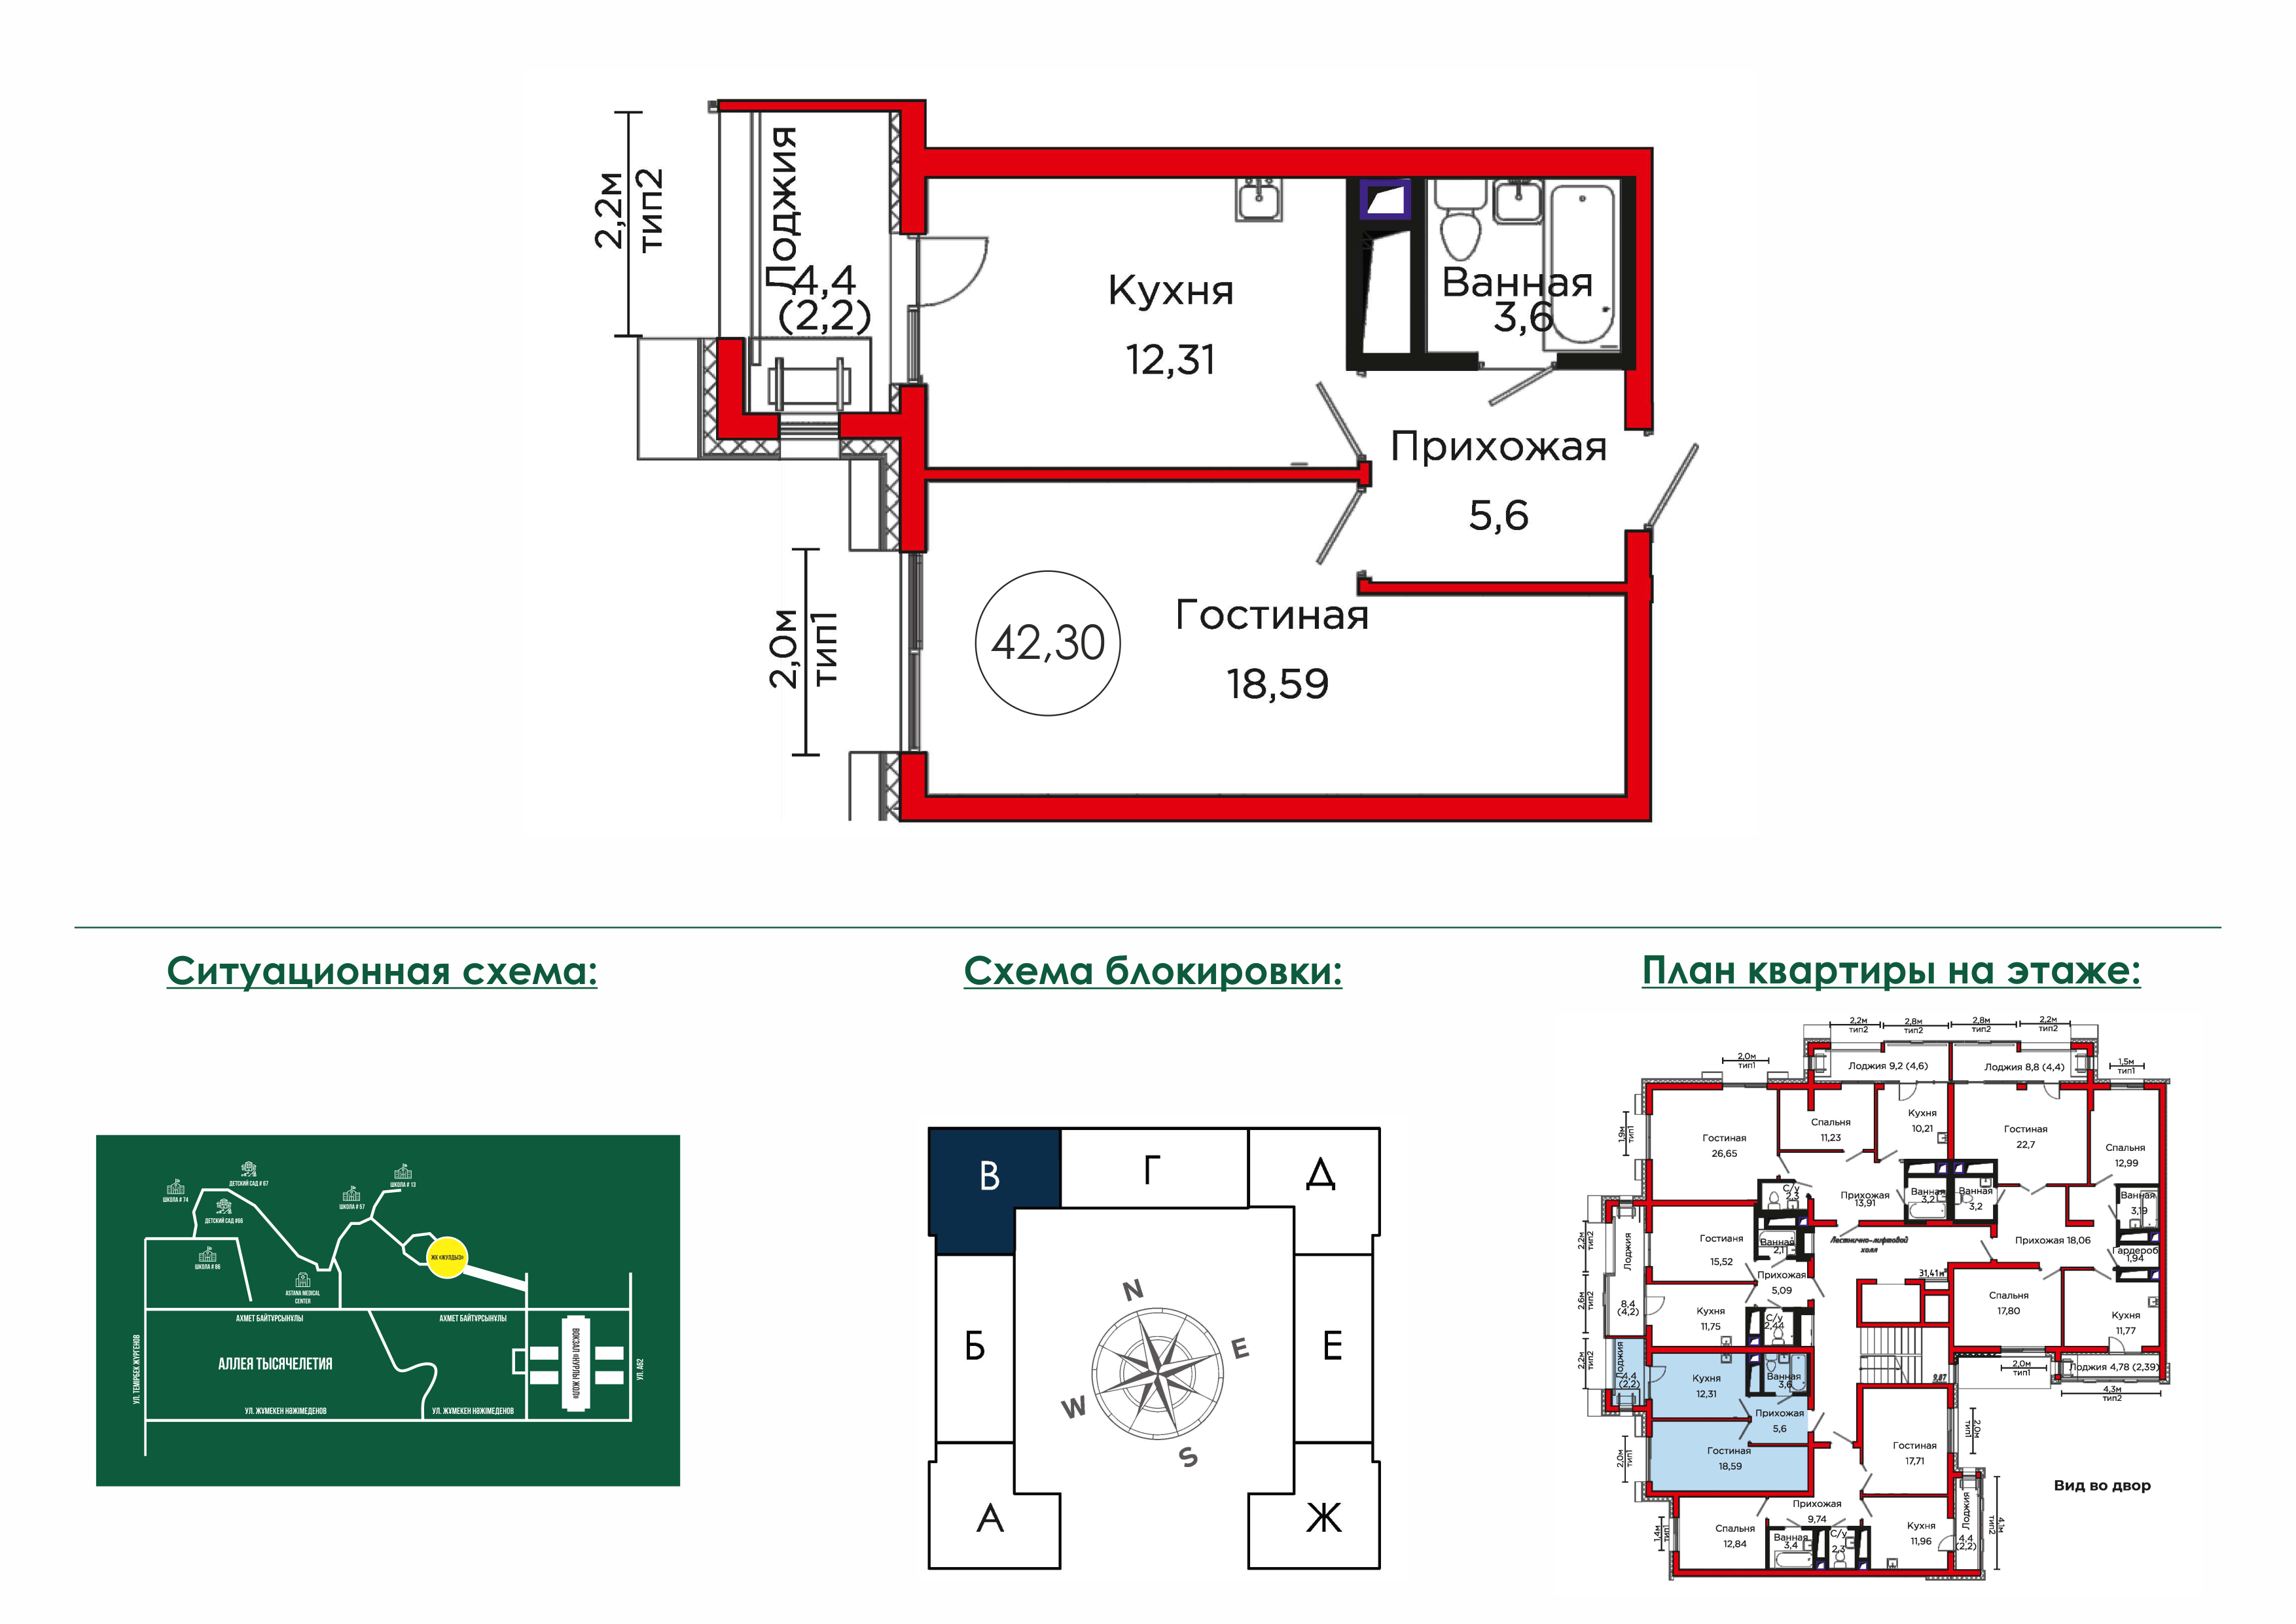 2,2м
тип2
Лоджия
4,4
(2,2)
Кухня
12,31
Ванная
3,6
Прихожая
5,6
2,0м
тип1
42,30
Гостиная
18,59
Ситуационная схема:
Схема блокировки:
План квартиры на этаже:
ШКОЛА # 74
ДЕТСКИЙ САД # 67
ДЕТСКИЙ САД #66
ШКОЛА # 86
ШКОЛА # 57
ШКОЛА # 13
ЖК «ЖУЛДЫЗ»
ASTANA MEDICAL
CENTER
АХМЕТ БАЙТҰРСЫНҰЛЫ
АХМЕТ БАЙТҰРСЫНҰЛЫ
УЛ. ТЕМІРБЕК ЖҮРГЕНОВ
АЛЛЕЯ ТЫСЯЧЕЛЕТИЯ
ВОКЗАЛ «НУРЛЫ ЖОЛ»
УЛ. А62
УЛ. ЖҰМЕКЕН НӘЖІМЕДЕНОВ
УЛ. ЖҰМЕКЕН НӘЖІМЕДЕНОВ
В
Г
Д
Б
Е
А
Ж
N
E
W
S
2,2м
тип2
2,8м
тип2
2,8м
тип2
2,2м
тип2
2,0м
тип1
1,5м
тип1
Лоджия 9,2 (4,6)
Лоджия 8,8 (4,4)
1,9м
тип1
Гостиная
26,65
Спальня
11,23
Кухня
10,21
Гостиная
22,7
Спальня
12,99
С/у
2,3
Прихожая
13,91
Ванная
3,2
Ванная
3,2
Ванная
3,19
2,2м
тип2
Лоджия
Гостианя
15,52
Ванная
2,1
Лестнично-лифтовой
холл
31,41м²
Прихожая 18,06
Гардероб
1,94
Прихожая
5,09
2,6м
тип2
8,4
(4,2)
Кухня
11,75
С/у
2,44
Спальня
17,80
Кухня
11,77
2,2м
тип2
Лоджия
4,4
(2,2)
Кухня
12,31
Ванная
3,6
9,87
2,0м
тип1
Лоджия 4,78 (2,39)
4,3м
тип2
Прихожая
5,6
2,0м
тип1
Гостиная
18,59
Гостиная
17,71
2,0м
тип1
Вид во двор
Прихожая
9,74
1,4м
тип1
Спальня
12,84
Ванная
3,4
С/у
2,3
Кухня
11,96
Лоджия
4,4
(2,2)
4,1м
тип2